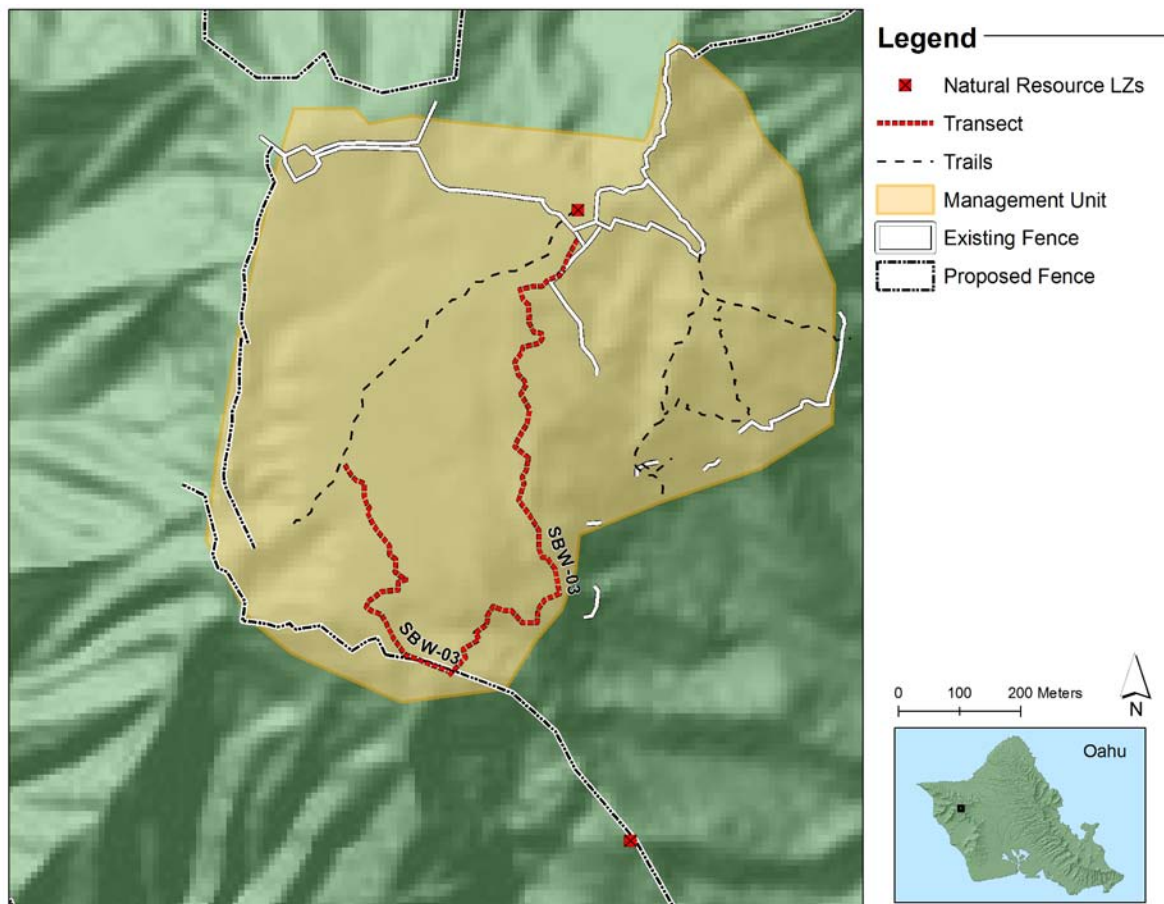 Legend
Natural Resource LZs
Transect
Trails
Management Unit
Existing Fence
Proposed Fence
SBW-03
SBW-03
0 100 200 Meters
N
Oahu